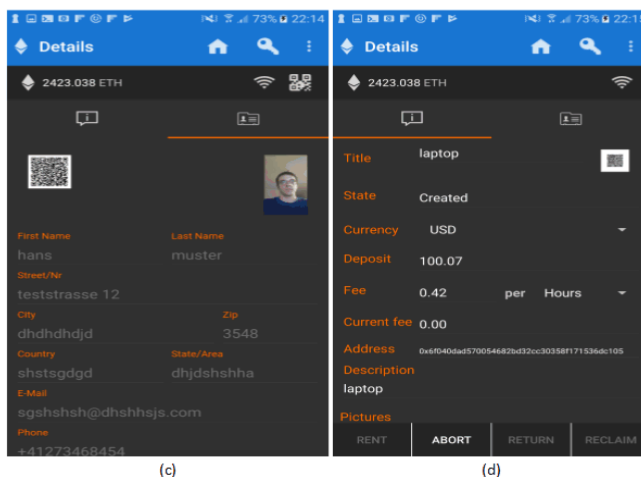 73% 22:14
Details
2423.038 ETH
First Name
Last Name
hans
muster
Street/Nr
teststrasse 12
City
Zip
dhdhdhdjd
3548
Country
State/Area
shstsgdgd
dhjdshshha
E-Mail
sgshshsh@dhshhsjs.com
Phone
+41273468454
(c)
73% 22:15
Details
2423.038 ETH
Title
laptop
State
Created
Currency
USD
Deposit
100.07
Fee
0.42
per
Hours
Current fee
0.00
Address
0x6f040dad570054682bd32cc30358f171536dc105
Description
laptop
Pictures
RENT
ABORT
RETURN
RECLAIM
(d)